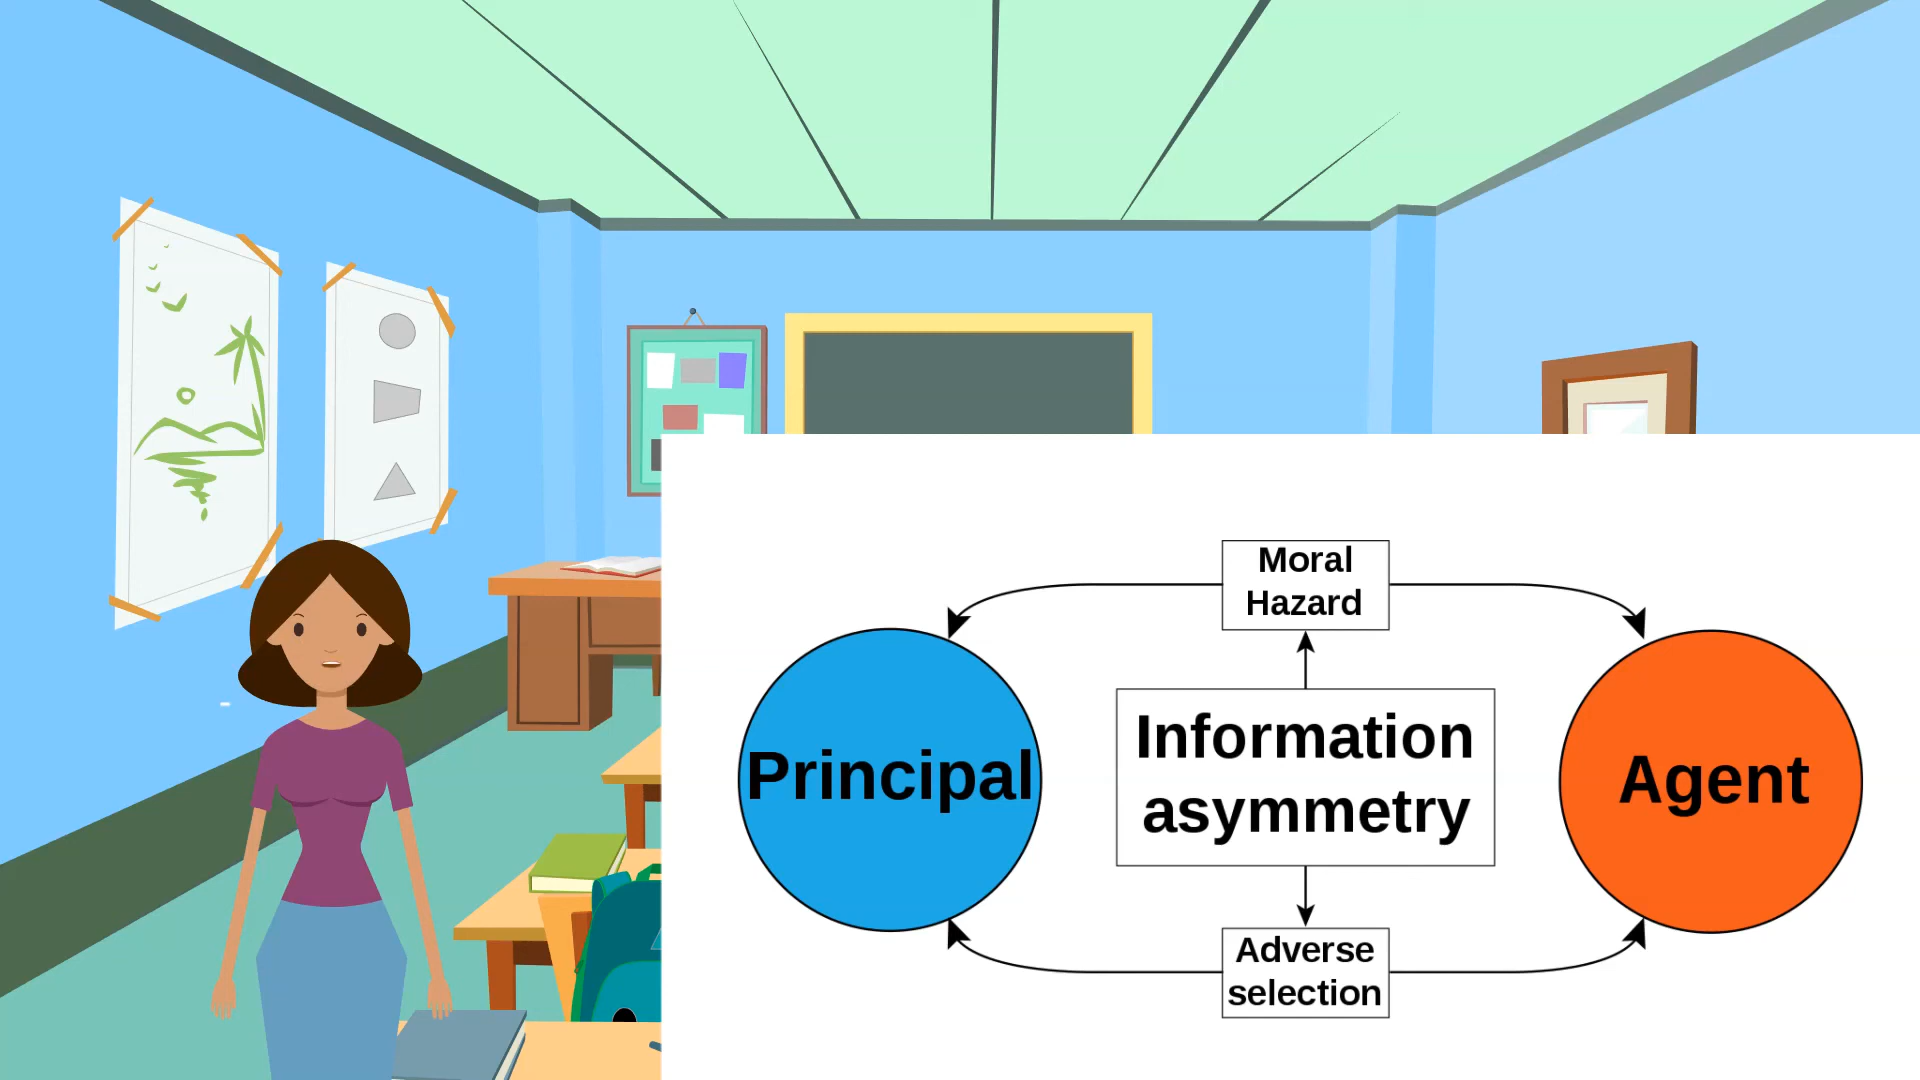 Moral
Hazard
Principal
Information
asymmetry
Agent
Adverse
selection